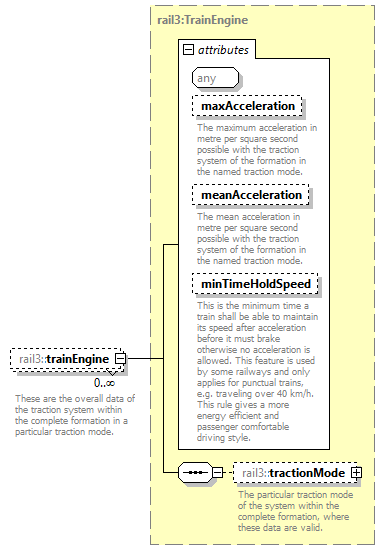 rail3:TrainEngine
attributes
any
maxAcceleration
The maximum acceleration in
metre per square second
possible with the traction
system of the formation in
the named traction mode.
meanAcceleration
The mean acceleration in
metre per square second
possible with the traction
system of the formation in
the named traction mode.
minTimeHoldSpeed
This is the minimum time a
train shall be able to maintain
its speed after acceleration
before it must brake
otherwise no acceleration is
allowed. This feature is used
by some railways and only
applies for punctual trains,
e.g. traveling over 40 km/h.
This rule gives a more
energy efficient and
passenger comfortable
driving style.
rail3::trainEngine
0..∞
These are the overall data of
the traction system within
the complete formation in a
particular traction mode.
rail3::tractionMode
The particular traction mode
of the system within the
complete formation, where
these data are valid.